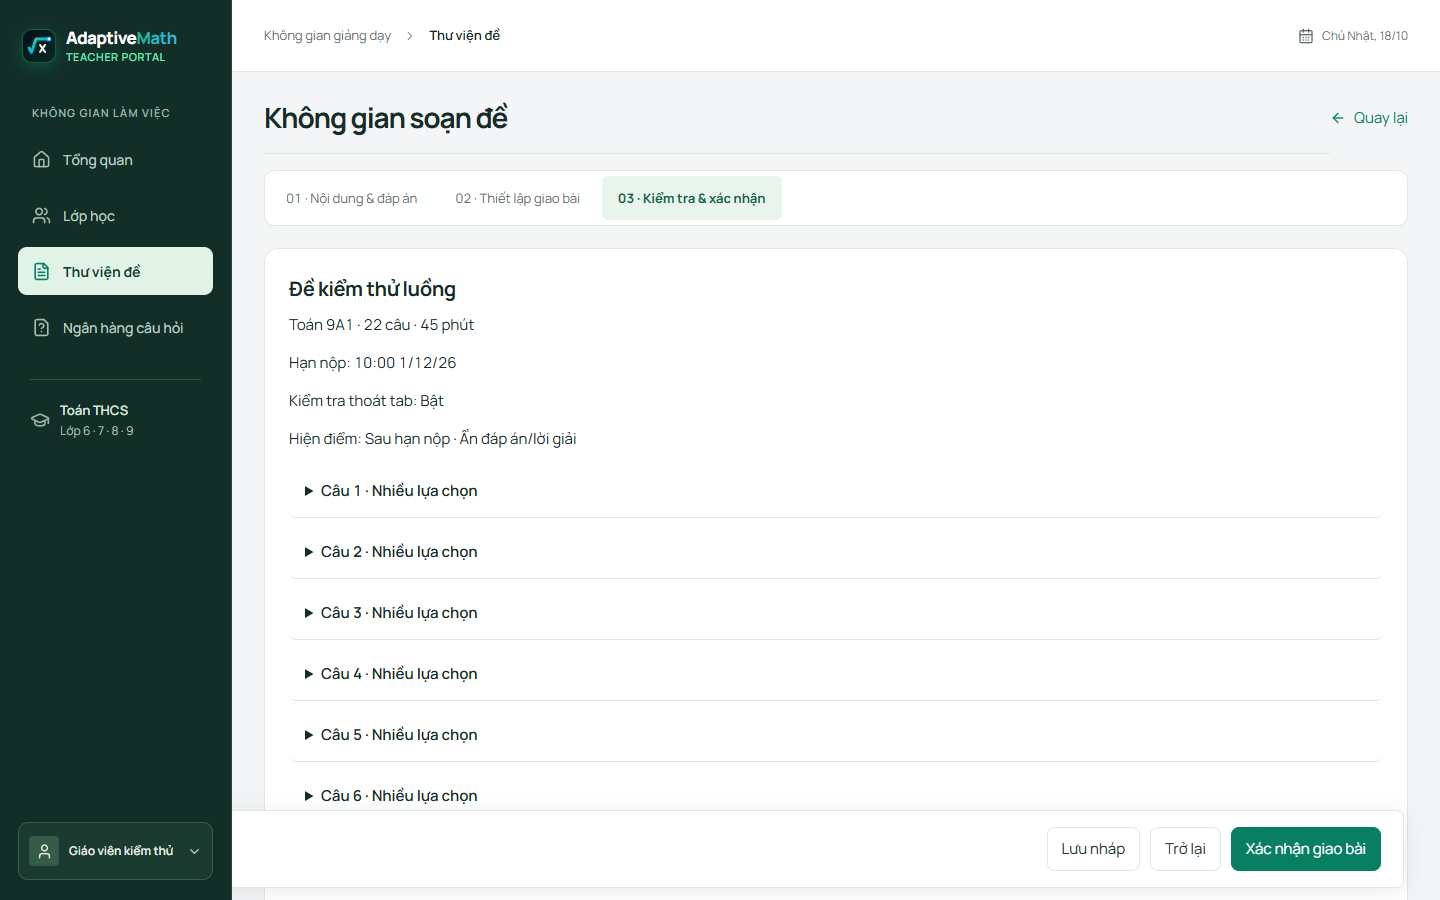 AdaptiveMath
TEACHER PORTAL
KHÔNG GIAN LÀM VIỆC
Tổng quan
Lớp học
Thư viện đề
Ngân hàng câu hỏi
Toán THCS
Lớp 6 · 7 · 8 · 9
Giáo viên kiểm thử
Không gian giảng dạy > Thư viện đề
Chủ Nhật, 18/10
Không gian soạn đề
← Quay lại
01 · Nội dung & đáp án
02 · Thiết lập giao bài
03 · Kiểm tra & xác nhận
Đề kiểm thử luồng
Toán 9A1 · 22 câu · 45 phút
Hạn nộp: 10:00 1/12/26
Kiểm tra thoát tab: Bật
Hiện điểm: Sau hạn nộp · Ẩn đáp án/lời giải
Câu 1 · Nhiều lựa chọn
Câu 2 · Nhiều lựa chọn
Câu 3 · Nhiều lựa chọn
Câu 4 · Nhiều lựa chọn
Câu 5 · Nhiều lựa chọn
Câu 6 · Nhiều lựa chọn
Lưu nháp
Trở lại
Xác nhận giao bài